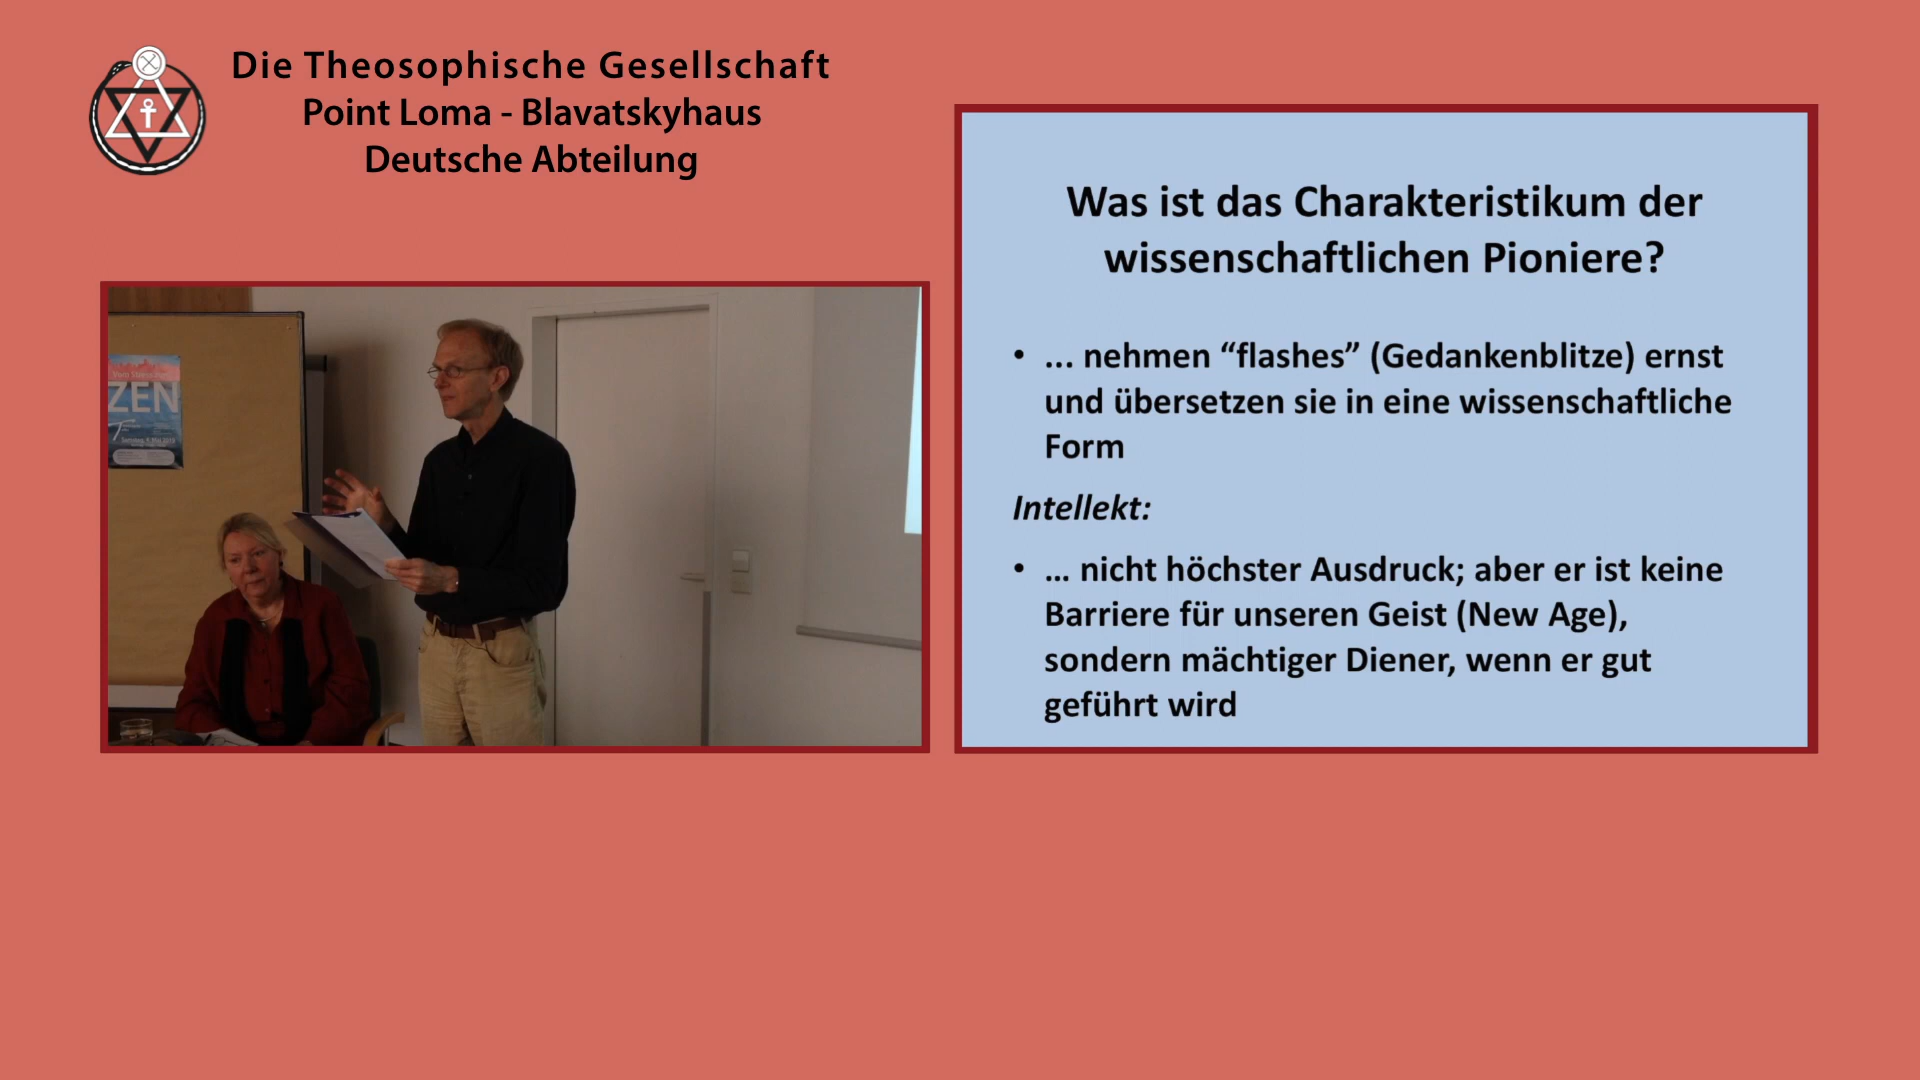 Die Theosophische Gesellschaft
Point Loma - Blavatskyhaus
Deutsche Abteilung
ZEN
Was ist das Charakteristikum der
wissenschaftlichen Pioniere?
• ... nehmen “flashes” (Gedankenblitze) ernst
und übersetzen sie in eine wissenschaftliche
Form
Intellekt:
• ... nicht höchster Ausdruck; aber er ist keine
Barriere für unseren Geist (New Age),
sondern mächtiger Diener, wenn er gut
geführt wird